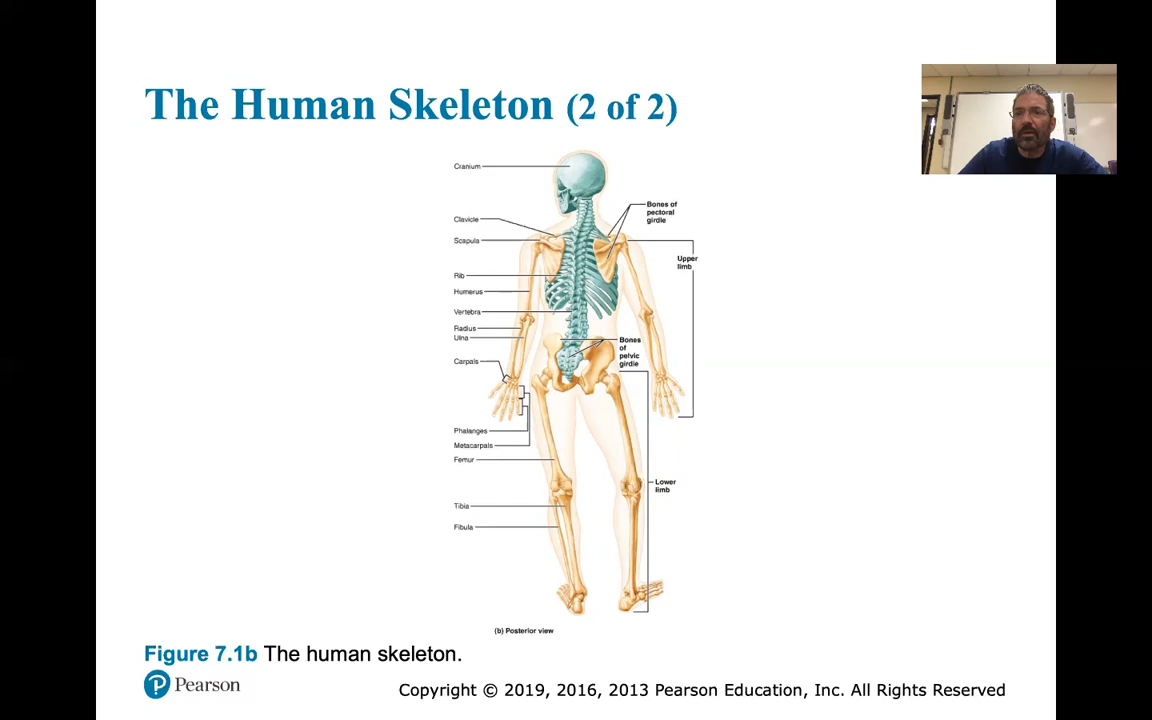 The Human Skeleton (2 of 2)
Cranium
Clavicle
Scapula
Rib
Humerus
Vertebra
Radius
Ulna
Carpals
Phalanges
Metacarpals
Femur
Tibia
Fibula
Bones of
pectoral
girdle
Upper
limb
Bones
of
pelvic
girdle
Lower
limb
(b) Posterior view
Figure 7.1b The human skeleton.
P Pearson
Copyright © 2019, 2016, 2013 Pearson Education, Inc. All Rights Reserved